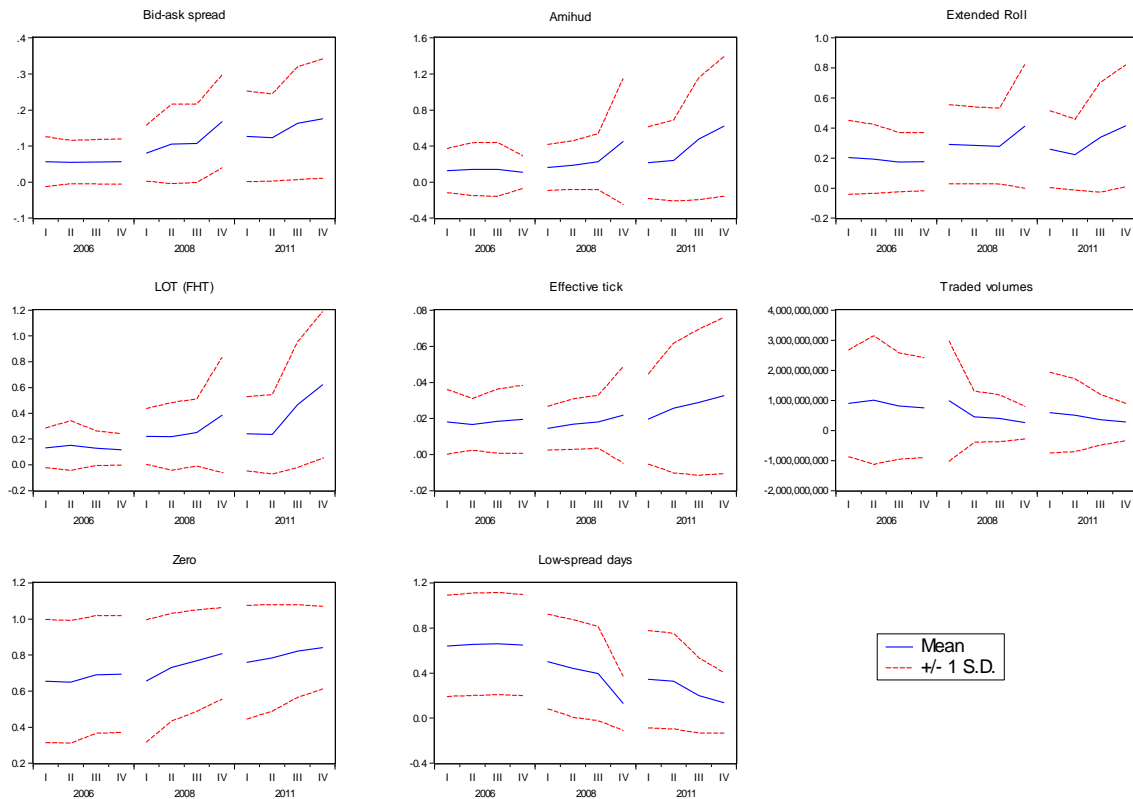 Bid-ask spread
.4
.3
.2
.1
.0
-.1
I II III IV I II III IV I II III IV
2006 2008 2011
Amihud
1.6
1.2
0.8
0.4
0.0
-0.4
I II III IV I II III IV I II III IV
2006 2008 2011
Extended Roll
1.0
0.8
0.6
0.4
0.2
0.0
-0.2
I II III IV I II III IV I II III IV
2006 2008 2011
LOT (FHT)
1.2
1.0
0.8
0.6
0.4
0.2
0.0
-0.2
I II III IV I II III IV I II III IV
2006 2008 2011
Effective tick
.08
.06
.04
.02
.00
-.02
I II III IV I II III IV I II III IV
2006 2008 2011
Traded volumes
4,000,000,000
3,000,000,000
2,000,000,000
1,000,000,000
0
-1,000,000,000
-2,000,000,000
I II III IV I II III IV I II III IV
2006 2008 2011
Zero
1.2
1.0
0.8
0.6
0.4
0.2
I II III IV I II III IV I II III IV
2006 2008 2011
Low-spread days
1.2
0.8
0.4
0.0
-0.4
I II III IV I II III IV I II III IV
2006 2008 2011
Mean
+/- 1 S.D.